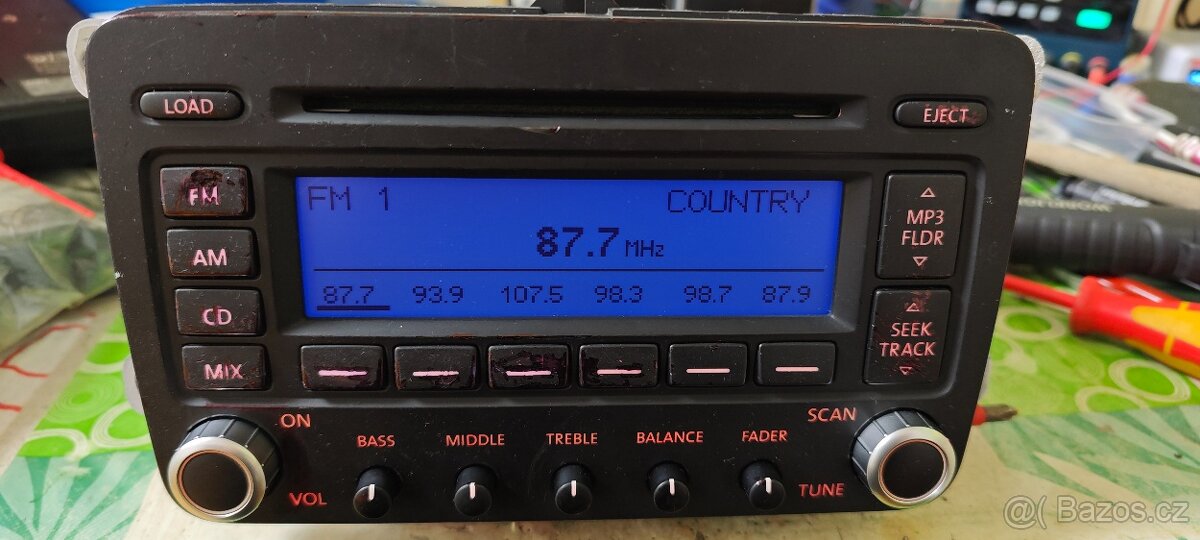 LOAD
EJECT
FM
AM
CD
MIX
FM 1 COUNTRY
87.7 MHz
87.7 93.9 107.5 98.3 98.7 87.9
MP3
FLDR
SEEK
TRACK
ON
VOL
BASS MIDDLE TREBLE BALANCE FADER
SCAN
TUNE
@( Bazos.cz